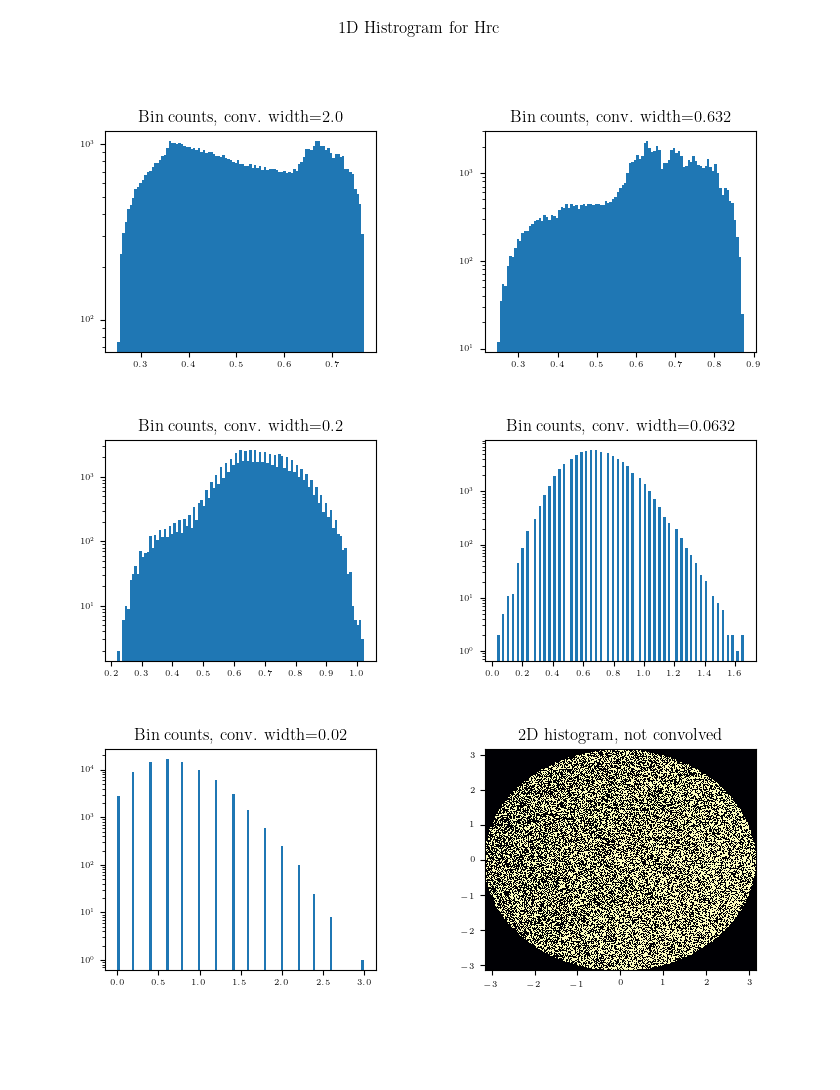 1D Histrogram for Hrc
Bin counts, conv. width=2.0
10³
10²
0.3 0.4 0.5 0.6 0.7
Bin counts, conv. width=0.632
10³
10²
10¹
0.3 0.4 0.5 0.6 0.7 0.8 0.9
Bin counts, conv. width=0.2
10³
10²
10¹
0.2 0.3 0.4 0.5 0.6 0.7 0.8 0.9 1.0
Bin counts, conv. width=0.0632
10³
10²
10¹
10⁰
0.0 0.2 0.4 0.6 0.8 1.0 1.2 1.4 1.6
Bin counts, conv. width=0.02
10⁴
10³
10²
10¹
10⁰
0.0 0.5 1.0 1.5 2.0 2.5 3.0
2D histogram, not convolved
3
2
1
0
−1
−2
−3
−3 −2 −1 0 1 2 3